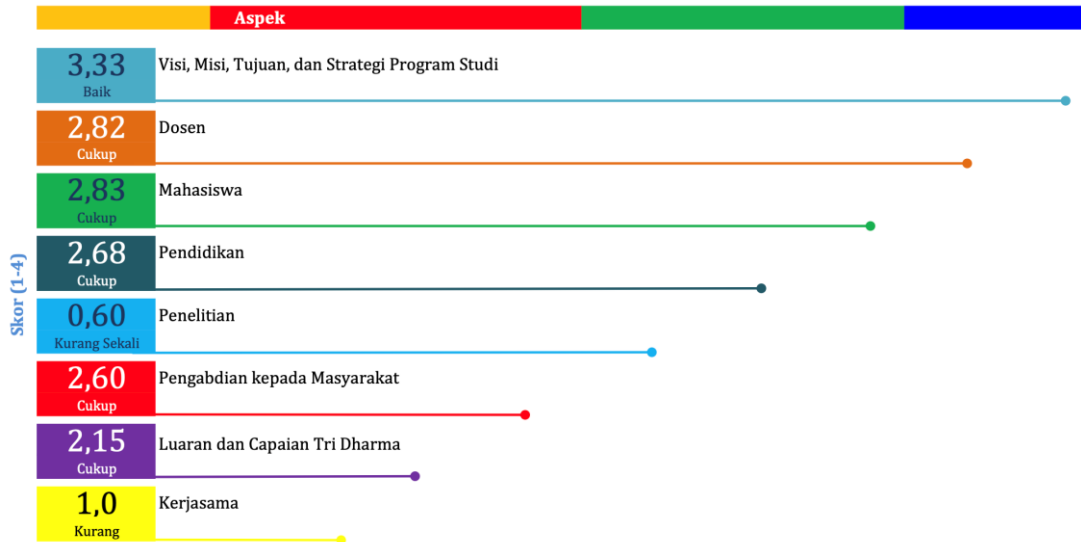 Aspek
Skor (1-4)
3,33
Baik
Visi, Misi, Tujuan, dan Strategi Program Studi
2,82
Cukup
Dosen
2,83
Cukup
Mahasiswa
2,68
Cukup
Pendidikan
0,60
Kurang Sekali
Penelitian
2,60
Cukup
Pengabdian kepada Masyarakat
2,15
Cukup
Luaran dan Capaian Tri Dharma
1,0
Kurang
Kerjasama